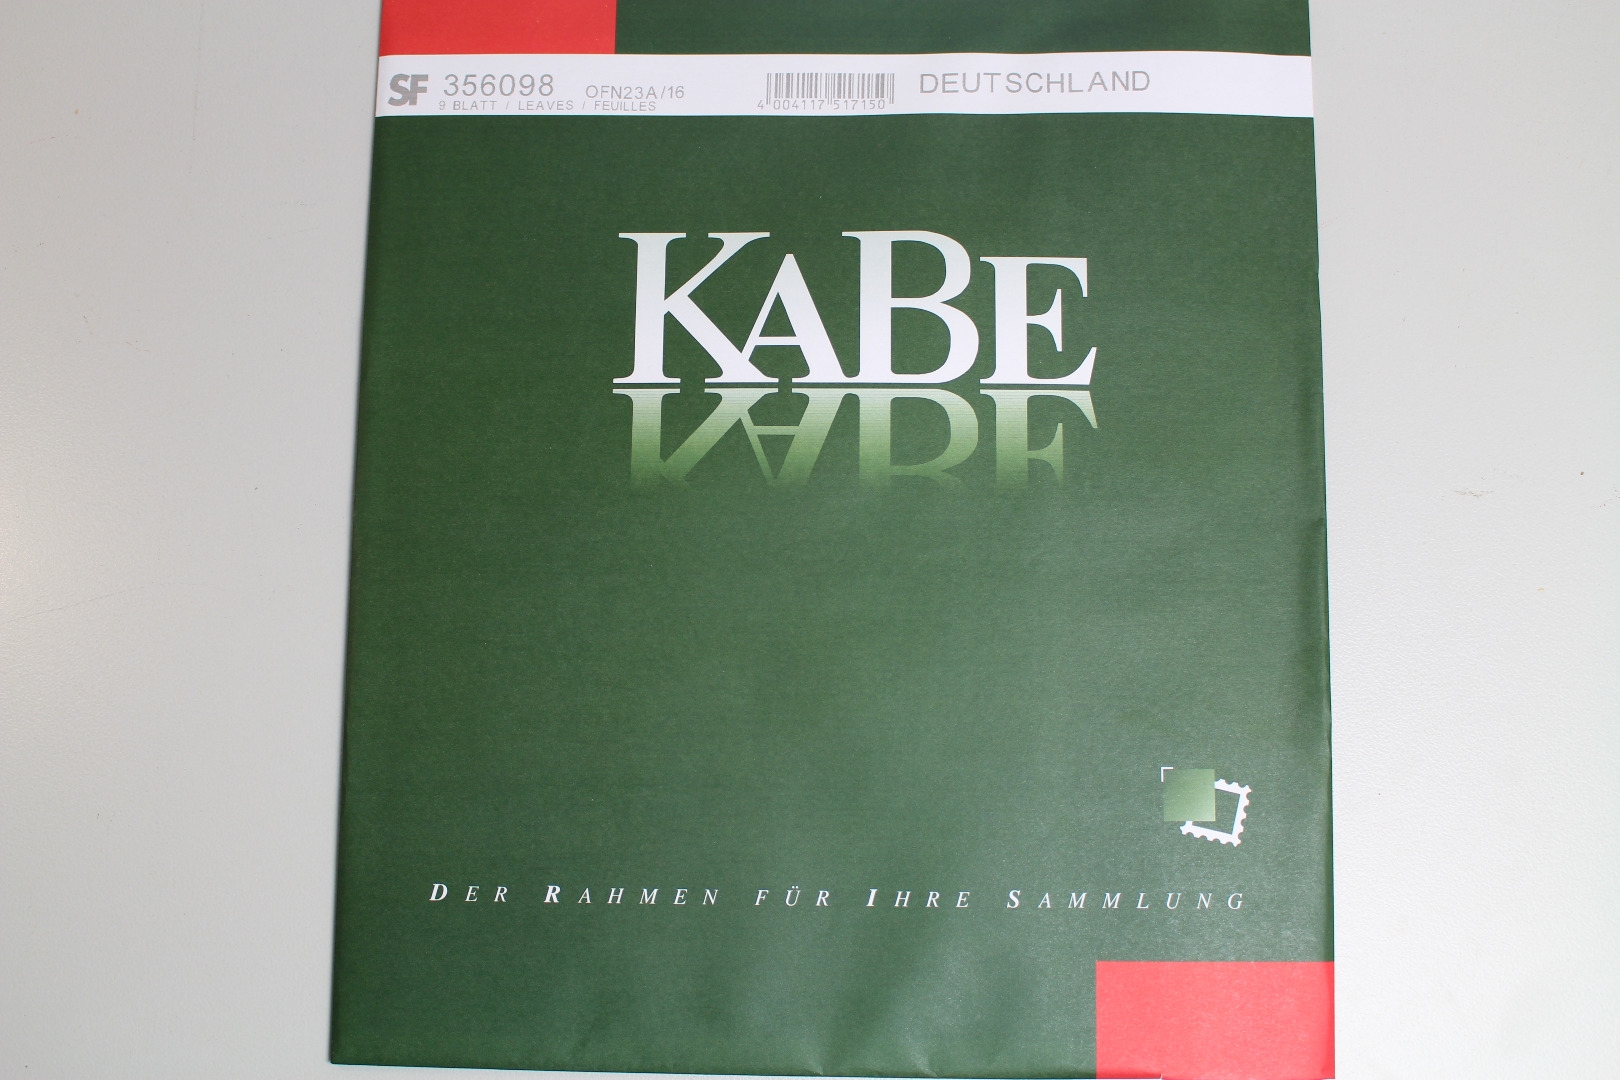 SF 356098 OFN23A/16 DEUTSCHLAND
9 BLATT / LEAVES / FEUILLES
4 004117 517150
KABE
DER RAHMEN FÜR IHRE SAMMLUNG